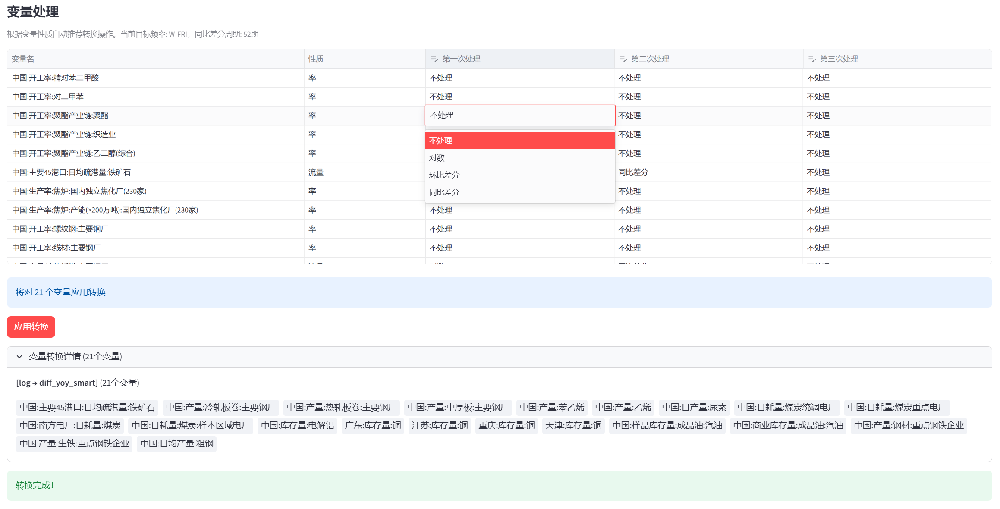 变量处理
根据变量性质自动推荐转换操作。当前目标频率: W-FRI，同比差分周期: 52期
变量名 性质 第一次处理 第二次处理 第三次处理
中国:开工率:精对苯二甲酸 率 不处理 不处理 不处理
中国:开工率:对二甲苯 率 不处理 不处理 不处理
中国:开工率:聚酯产业链:聚酯 率 不处理 不处理 不处理
中国:开工率:聚酯产业链:织造业 率 不处理 不处理 不处理
中国:开工率:聚酯产业链:乙二醇(综合) 率 对数 不处理 不处理
中国:主要45港口:日均疏港量:铁矿石 流量 环比差分 同比差分 不处理
中国:生产率:焦炉:国内独立焦化厂(230家) 率 同比差分 不处理 不处理
中国:生产率:焦炉:产能(>200万吨):国内独立焦化厂(230家) 率 不处理 不处理 不处理
中国:开工率:螺纹钢:主要钢厂 率 不处理 不处理 不处理
中国:开工率:线材:主要钢厂 率 不处理 不处理 不处理
将对 21 个变量应用转换
应用转换
变量转换详情 (21个变量)
[log → diff_yoy_smart] (21个变量)
中国:主要45港口:日均疏港量:铁矿石 中国:产量:冷轧板卷:主要钢厂 中国:产量:热轧板卷:主要钢厂 中国:产量:中厚板:主要钢厂 中国:产量:苯乙烯 中国:产量:乙烯 中国:日产量:尿素 中国:日耗量:煤炭统调电厂 中国:日耗量:煤炭重点电厂
中国:南方电厂:日耗量:煤炭 中国:日耗量:煤炭:样本区域电厂 中国:库存量:电解铝 广东:库存量:铜 江苏:库存量:铜 重庆:库存量:铜 天津:库存量:铜 中国:样品库存量:成品油:汽油 中国:商业库存量:成品油:汽油 中国:产量:钢材:重点钢铁企业
中国:产量:生铁:重点钢铁企业 中国:日均产量:粗钢
转换完成！